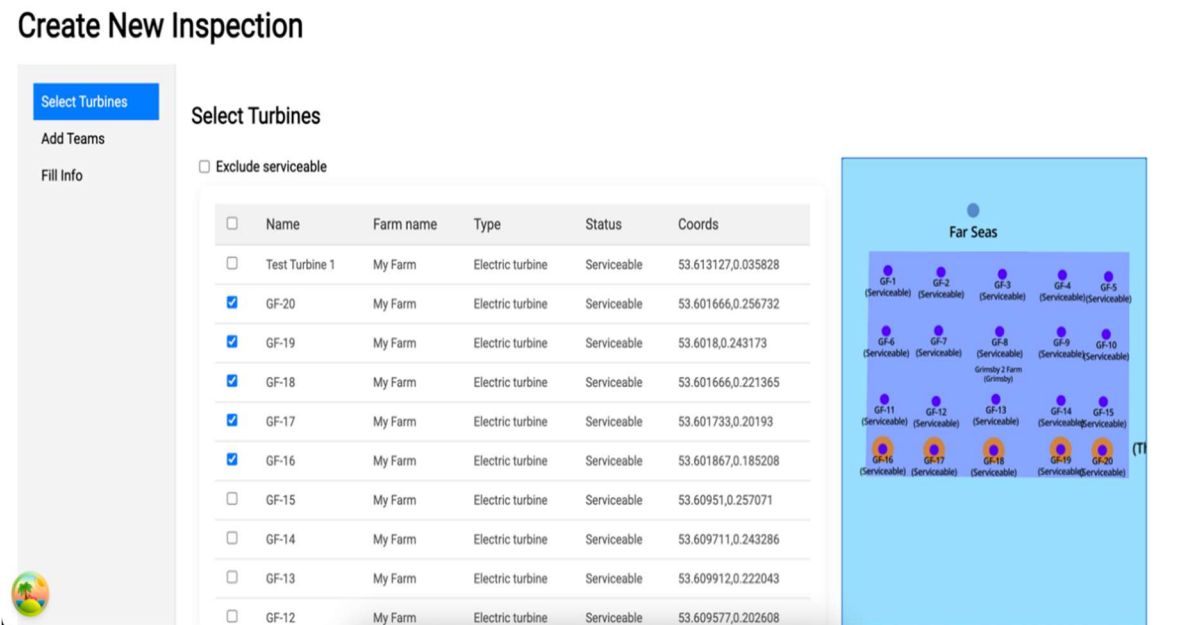 Create New Inspection
Select Turbines
Add Teams
Fill Info
Select Turbines
Exclude serviceable
Name Farm name Type Status Coords
Test Turbine 1 My Farm Electric turbine Serviceable 53.613127,0.035828
GF-20 My Farm Electric turbine Serviceable 53.601666,0.256732
GF-19 My Farm Electric turbine Serviceable 53.6018,0.243173
GF-18 My Farm Electric turbine Serviceable 53.601666,0.221365
GF-17 My Farm Electric turbine Serviceable 53.601733,0.20193
GF-16 My Farm Electric turbine Serviceable 53.601867,0.185208
GF-15 My Farm Electric turbine Serviceable 53.60951,0.257071
GF-14 My Farm Electric turbine Serviceable 53.609711,0.243286
GF-13 My Farm Electric turbine Serviceable 53.609912,0.222043
GF-12 My Farm Electric turbine Serviceable 53.609577,0.202608
Far Seas
GF-1 GF-2 GF-3 GF-4 GF-5
(Serviceable) (Serviceable) (Serviceable) (Serviceable) (Serviceable)
GF-6 GF-7 GF-8 GF-9 GF-10
(Serviceable) (Serviceable) (Serviceable) (Serviceable) (Serviceable)
Grimsby 2 Farm
(Grimsby)
GF-11 GF-12 GF-13 GF-14 GF-15
(Serviceable) (Serviceable) (Serviceable) (Serviceable) (Serviceable)
GF-16 GF-17 GF-18 GF-19 GF-20
(Serviceable) (Serviceable) (Serviceable) (Serviceable) (Serviceable)